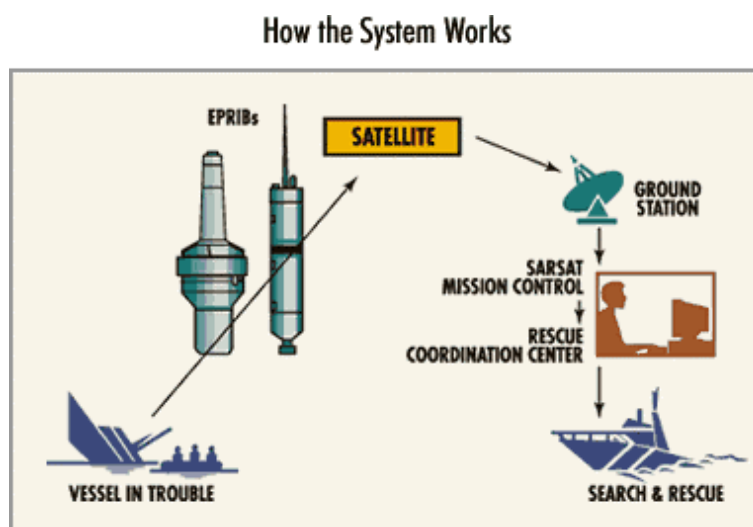 How the System Works
EPRIBs
SATELLITE
GROUND
STATION
SARSAT
MISSION CONTROL
RESCUE
COORDINATION CENTER
VESSEL IN TROUBLE
SEARCH & RESCUE